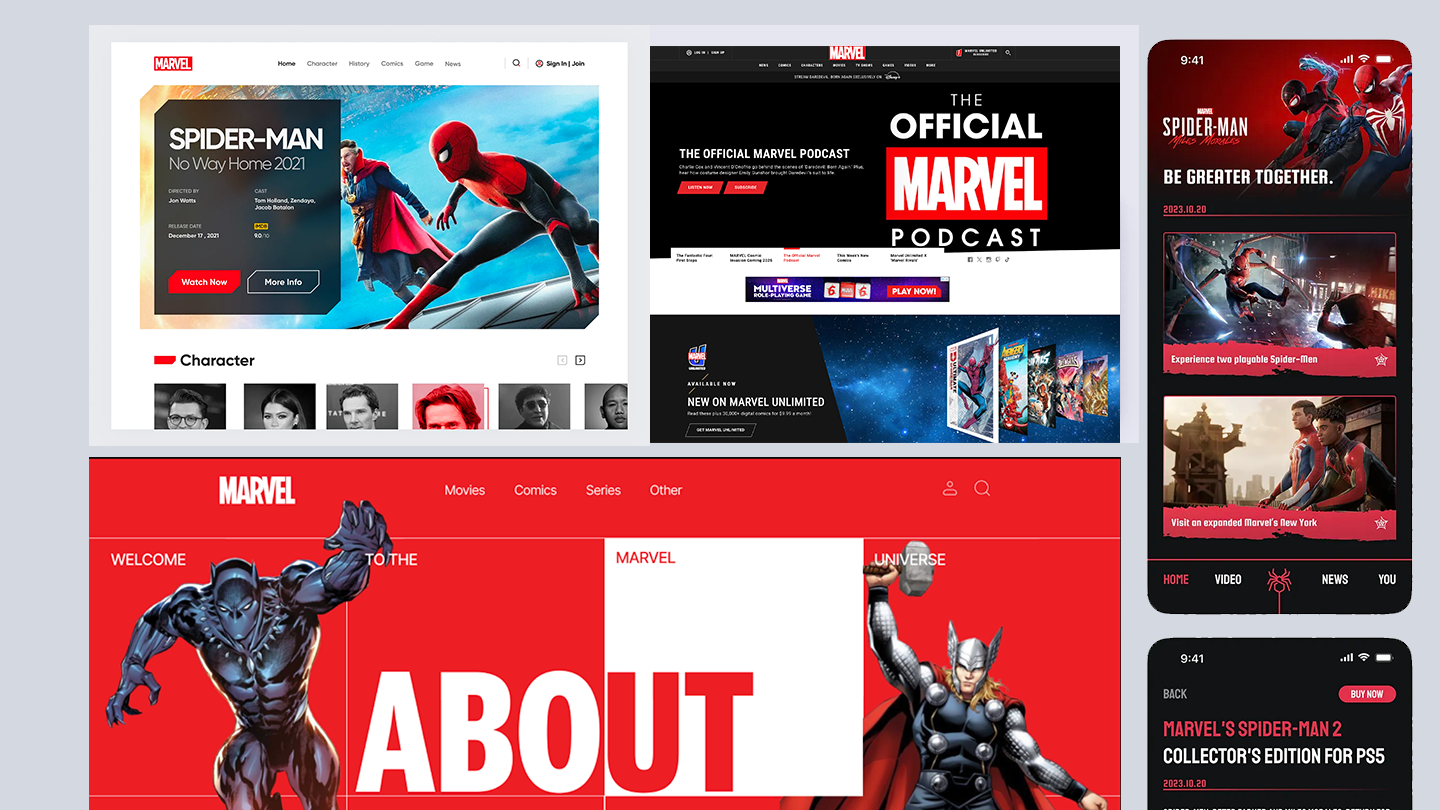 MARVEL
Home Character History Comics Game News
Sign In | Join
SPIDER-MAN
No Way Home 2021
DIRECTED BY
Jon Watts
CAST
Tom Holland, Zendaya,
Jacob Batalon
RELEASE DATE
December 17, 2021
IMDB
9.0/10
Watch Now
More Info
Character
LOG IN | SIGN UP
MARVEL
MARVEL UNLIMITED
SUBSCRIBE
NEWS COMICS CHARACTERS MOVIES TV SHOWS GAMES VIDEOS MORE
STREAM DAREDEVIL: BORN AGAIN EXCLUSIVELY ON Disney+
THE OFFICIAL MARVEL PODCAST
Charlie Cox and Vincent D'Onofrio go behind the scenes of 'Daredevil: Born Again' Plus,
hear how costume designer Emily Gunshor brought Daredevil's suit to life.
LISTEN NOW
SUBSCRIBE
THE
OFFICIAL
MARVEL
PODCAST
The Fantastic Four:
First Steps
MARVEL Cosmic
Invasion Coming 2025
The Official Marvel
Podcast
This Week's New
Comics
Marvel Unlimited X
'Marvel Rivals'
MARVEL
MULTIVERSE
ROLE-PLAYING GAME
PLAY NOW!
MARVEL
UNLIMITED
AVAILABLE NOW
NEW ON MARVEL UNLIMITED
Read these plus 30,000+ digital comics for $9.99 a month!
GET MARVEL UNLIMITED
MARVEL
Movies Comics Series Other
WELCOME
TO THE
MARVEL
UNIVERSE
ABOUT
9:41
MARVEL
SPIDER-MAN
MILES MORALES
BE GREATER TOGETHER.
2023.10.20
Experience two playable Spider-Men
Visit an expanded Marvel's New York
HOME VIDEO NEWS YOU
9:41
BACK
BUY NOW
MARVEL'S SPIDER-MAN 2
COLLECTOR'S EDITION FOR PS5
2023.10.20